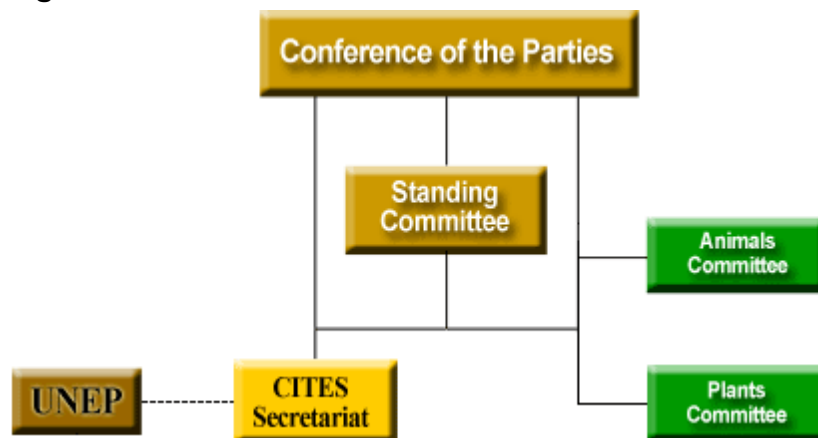 Conference of the Parties
Standing
Committee
Animals
Committee
UNEP
CITES
Secretariat
Plants
Committee